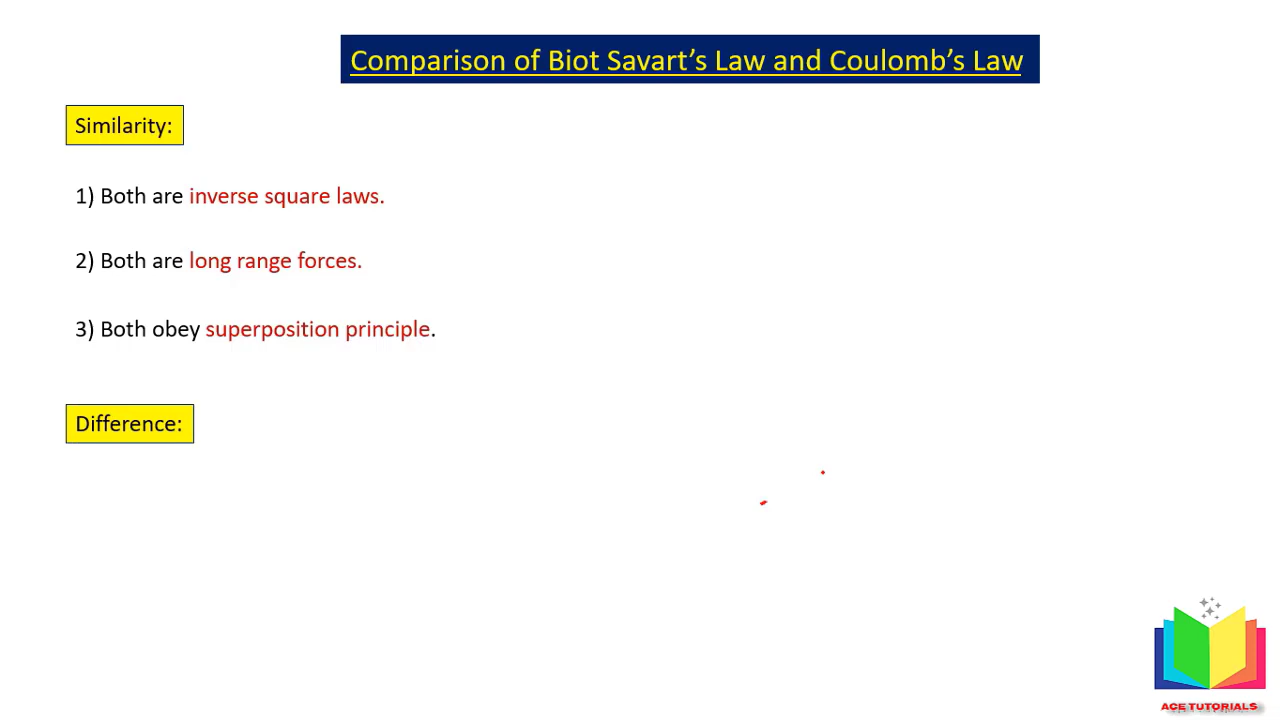 Comparison of Biot Savart’s Law and Coulomb’s Law
Similarity:
1) Both are inverse square laws.
2) Both are long range forces.
3) Both obey superposition principle.
Difference:
ACE TUTORIALS